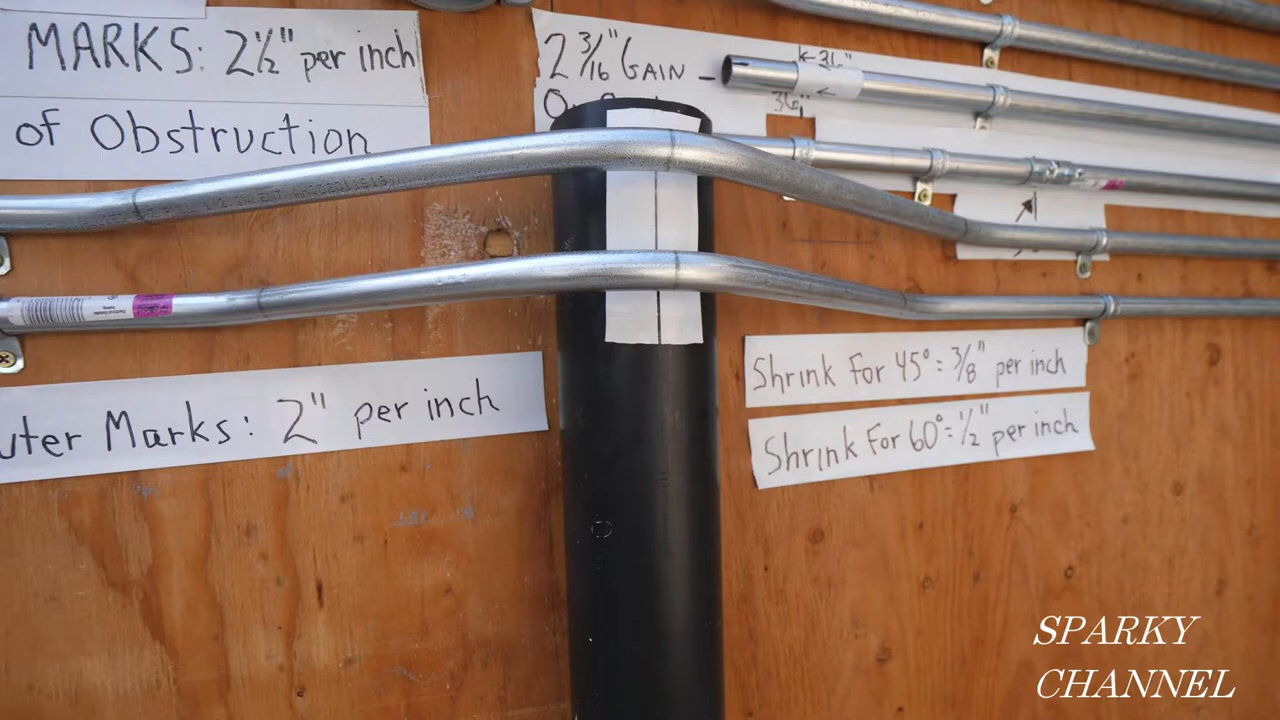 MARKS: 2½" per inch
of Obstruction
2 3/16" GAIN -
uter Marks: 2" per inch
Shrink For 45° = 3/8" per inch
Shrink For 60° = 1/2" per inch
SPARKY
CHANNEL